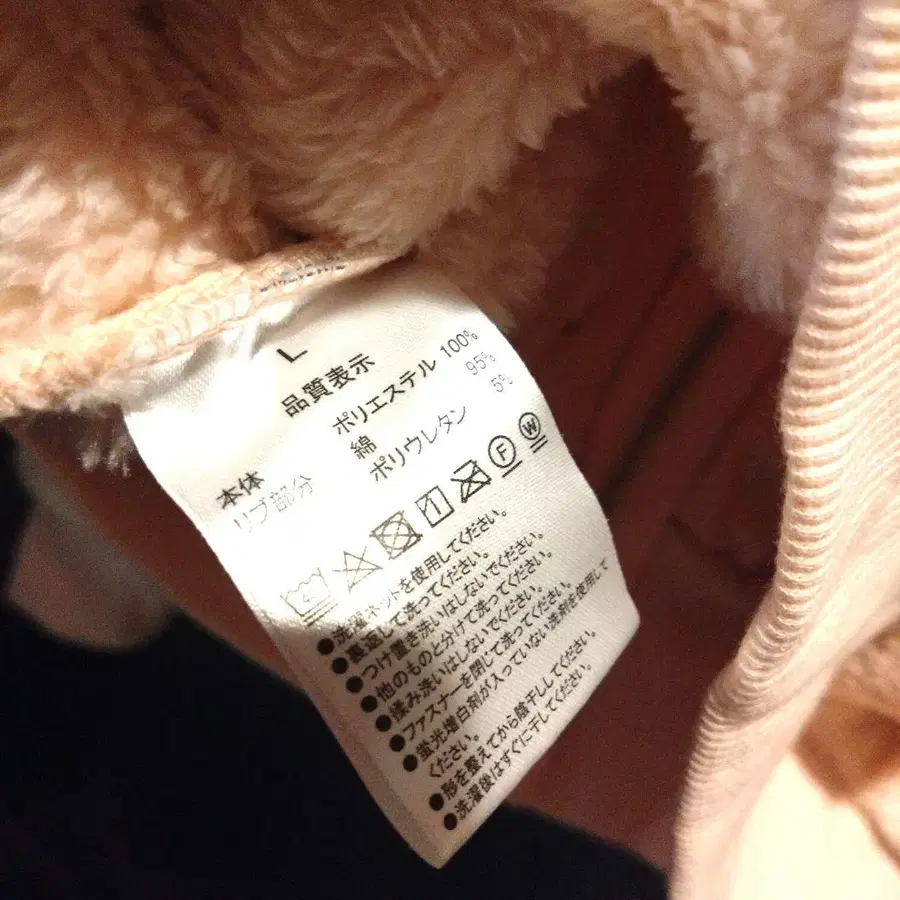 L
品質表示
本体 ポリエステル 100%
リブ部分 綿 95%
ポリウレタン 5%
F W
●洗濯ネットを使用してください。
●裏返して洗ってください。
●つけ置き洗いはしないでください。
●他のものと分けて洗ってください。
●揉み洗いはしないでください。
●ファスナーを閉じて洗ってください。
●蛍光増白剤が入っていない洗剤を使用して
ください。
●形を整えてから陰干ししてください。
●洗濯後はすぐに干してください。